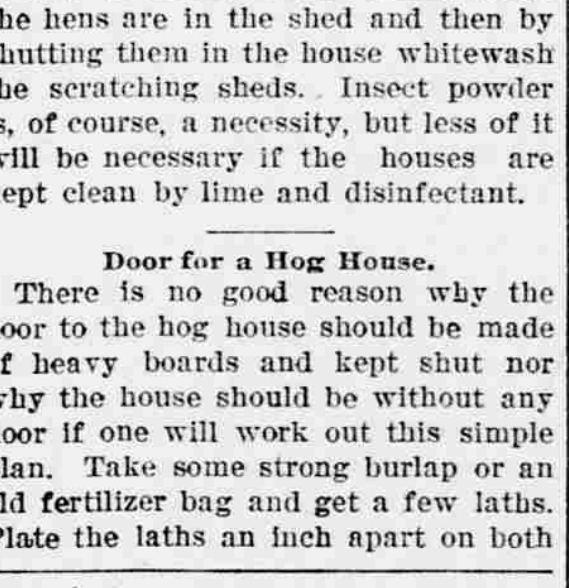 he hens are in the shed and then by
hutting them in the house whitewash
he scratching sheds. Insect powder
s, of course, a necessity, but less of it
vill be necessary if the houses are
ept clean by lime and disinfectant.
Door for a Hog House.
There is no good reason why the
oor to the hog house should be made
f heavy boards and kept shut nor
vhy the house should be without any
oor if one will work out this simple
lan. Take some strong burlap or an
ld fertilizer bag and get a few laths.
Plate the laths an inch apart on both